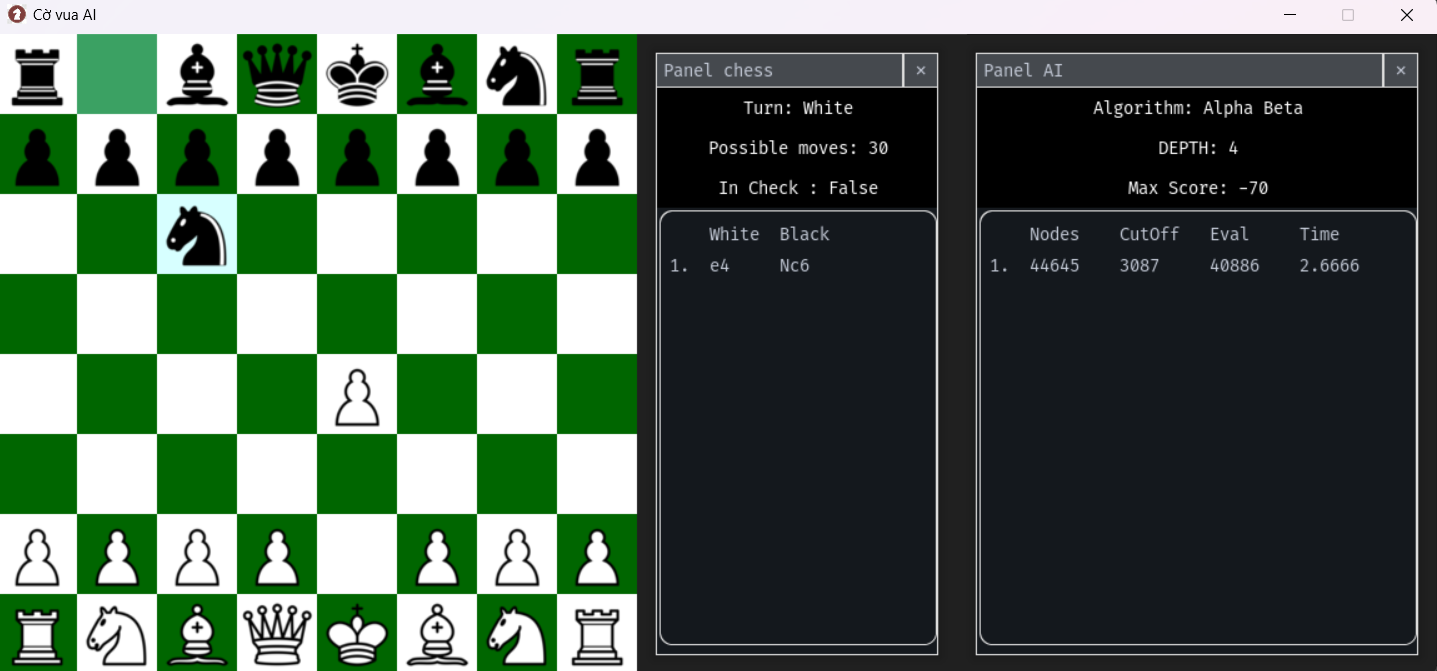 Cờ vua AI
Panel chess ×
Turn: White
Possible moves: 30
In Check : False
White Black
1. e4 Nc6
Panel AI ×
Algorithm: Alpha Beta
DEPTH: 4
Max Score: -70
Nodes CutOff Eval Time
1. 44645 3087 40886 2.6666